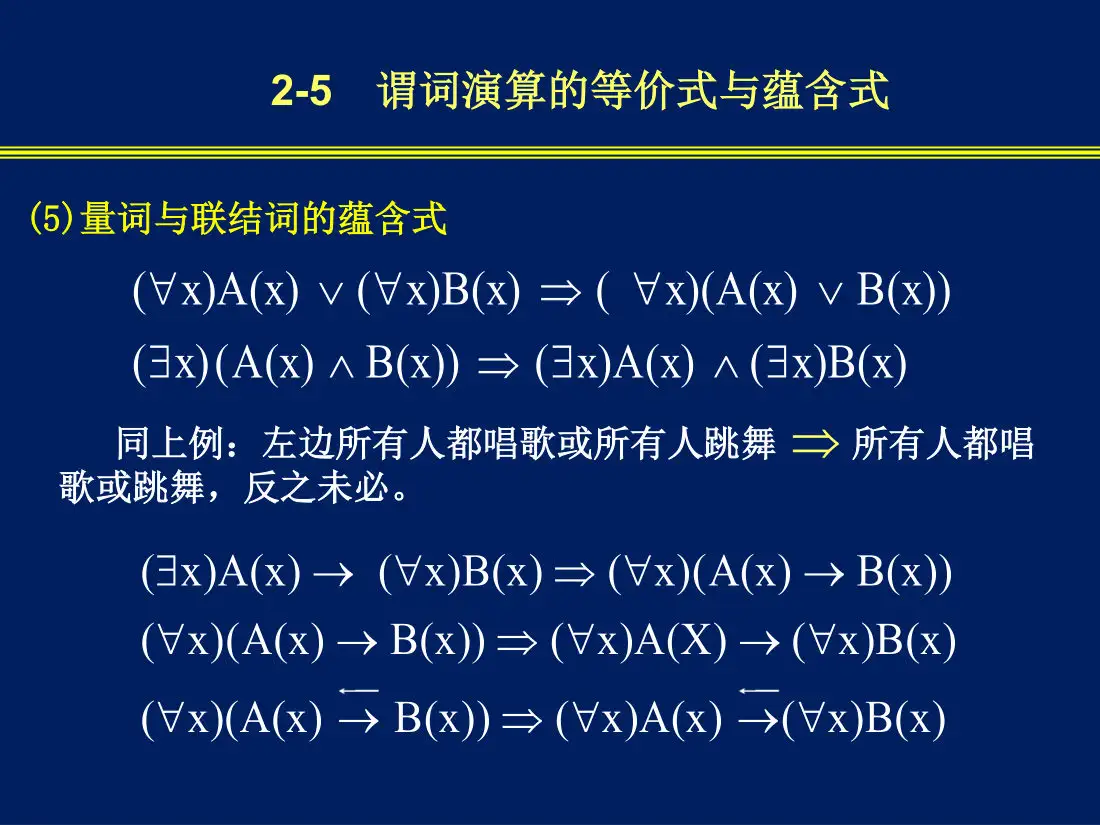 2-5 谓词演算的等价式与蕴含式
(5)量词与联结词的蕴含式
(∀x)A(x) ∨ (∀x)B(x) ⇒ ( ∀x)(A(x) ∨ B(x))
(∃x)(A(x) ∧ B(x)) ⇒ (∃x)A(x) ∧ (∃x)B(x)
同上例：左边所有人都唱歌或所有人跳舞 ⇒ 所有人都唱
歌或跳舞，反之未必。
(∃x)A(x) → (∀x)B(x) ⇒ (∀x)(A(x) → B(x))
(∀x)(A(x) → B(x)) ⇒ (∀x)A(X) → (∀x)B(x)
(∀x)(A(x) ⇄ B(x)) ⇒ (∀x)A(x) ⇄(∀x)B(x)